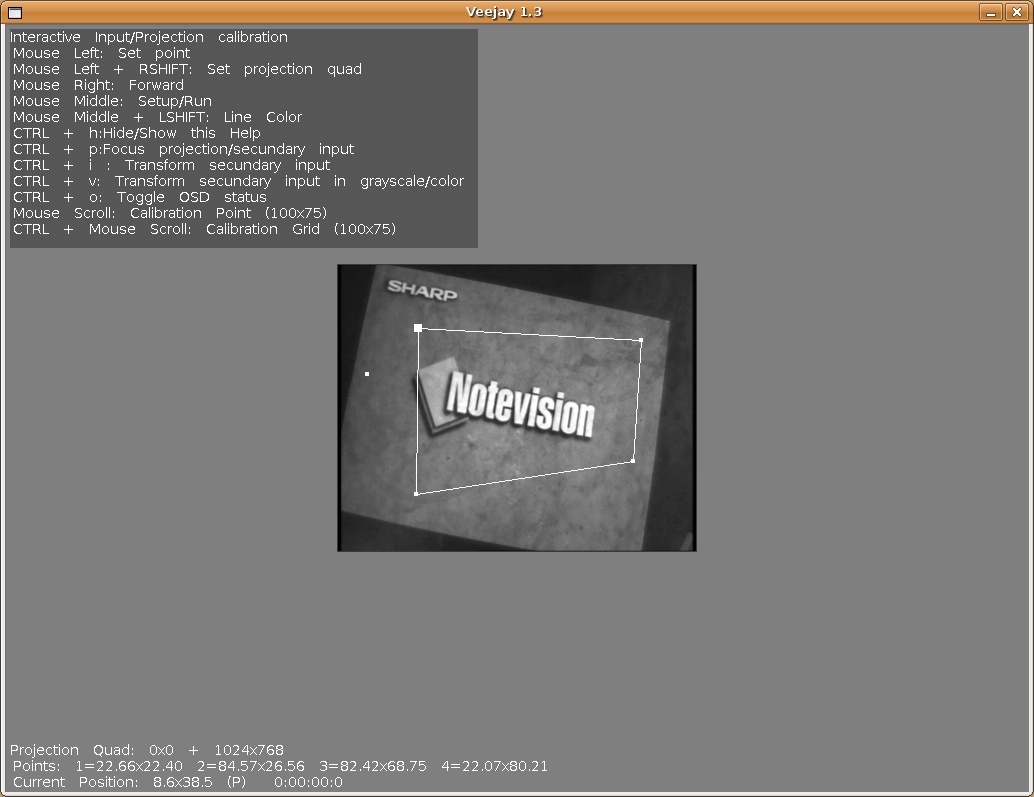 Veejay 1.3
Interactive Input/Projection calibration
Mouse Left: Set point
Mouse Left + RSHIFT: Set projection quad
Mouse Right: Forward
Mouse Middle: Setup/Run
Mouse Middle + LSHIFT: Line Color
CTRL + h:Hide/Show this Help
CTRL + p:Focus projection/secundary input
CTRL + i : Transform secundary input
CTRL + v: Transform secundary input in grayscale/color
CTRL + o: Toggle OSD status
Mouse Scroll: Calibration Point (100x75)
CTRL + Mouse Scroll: Calibration Grid (100x75)
SHARP
Notevision
Projection Quad: 0x0 + 1024x768
Points: 1=22.66x22.40 2=84.57x26.56 3=82.42x68.75 4=22.07x80.21
Current Position: 8.6x38.5 (P) 0:00:00:0